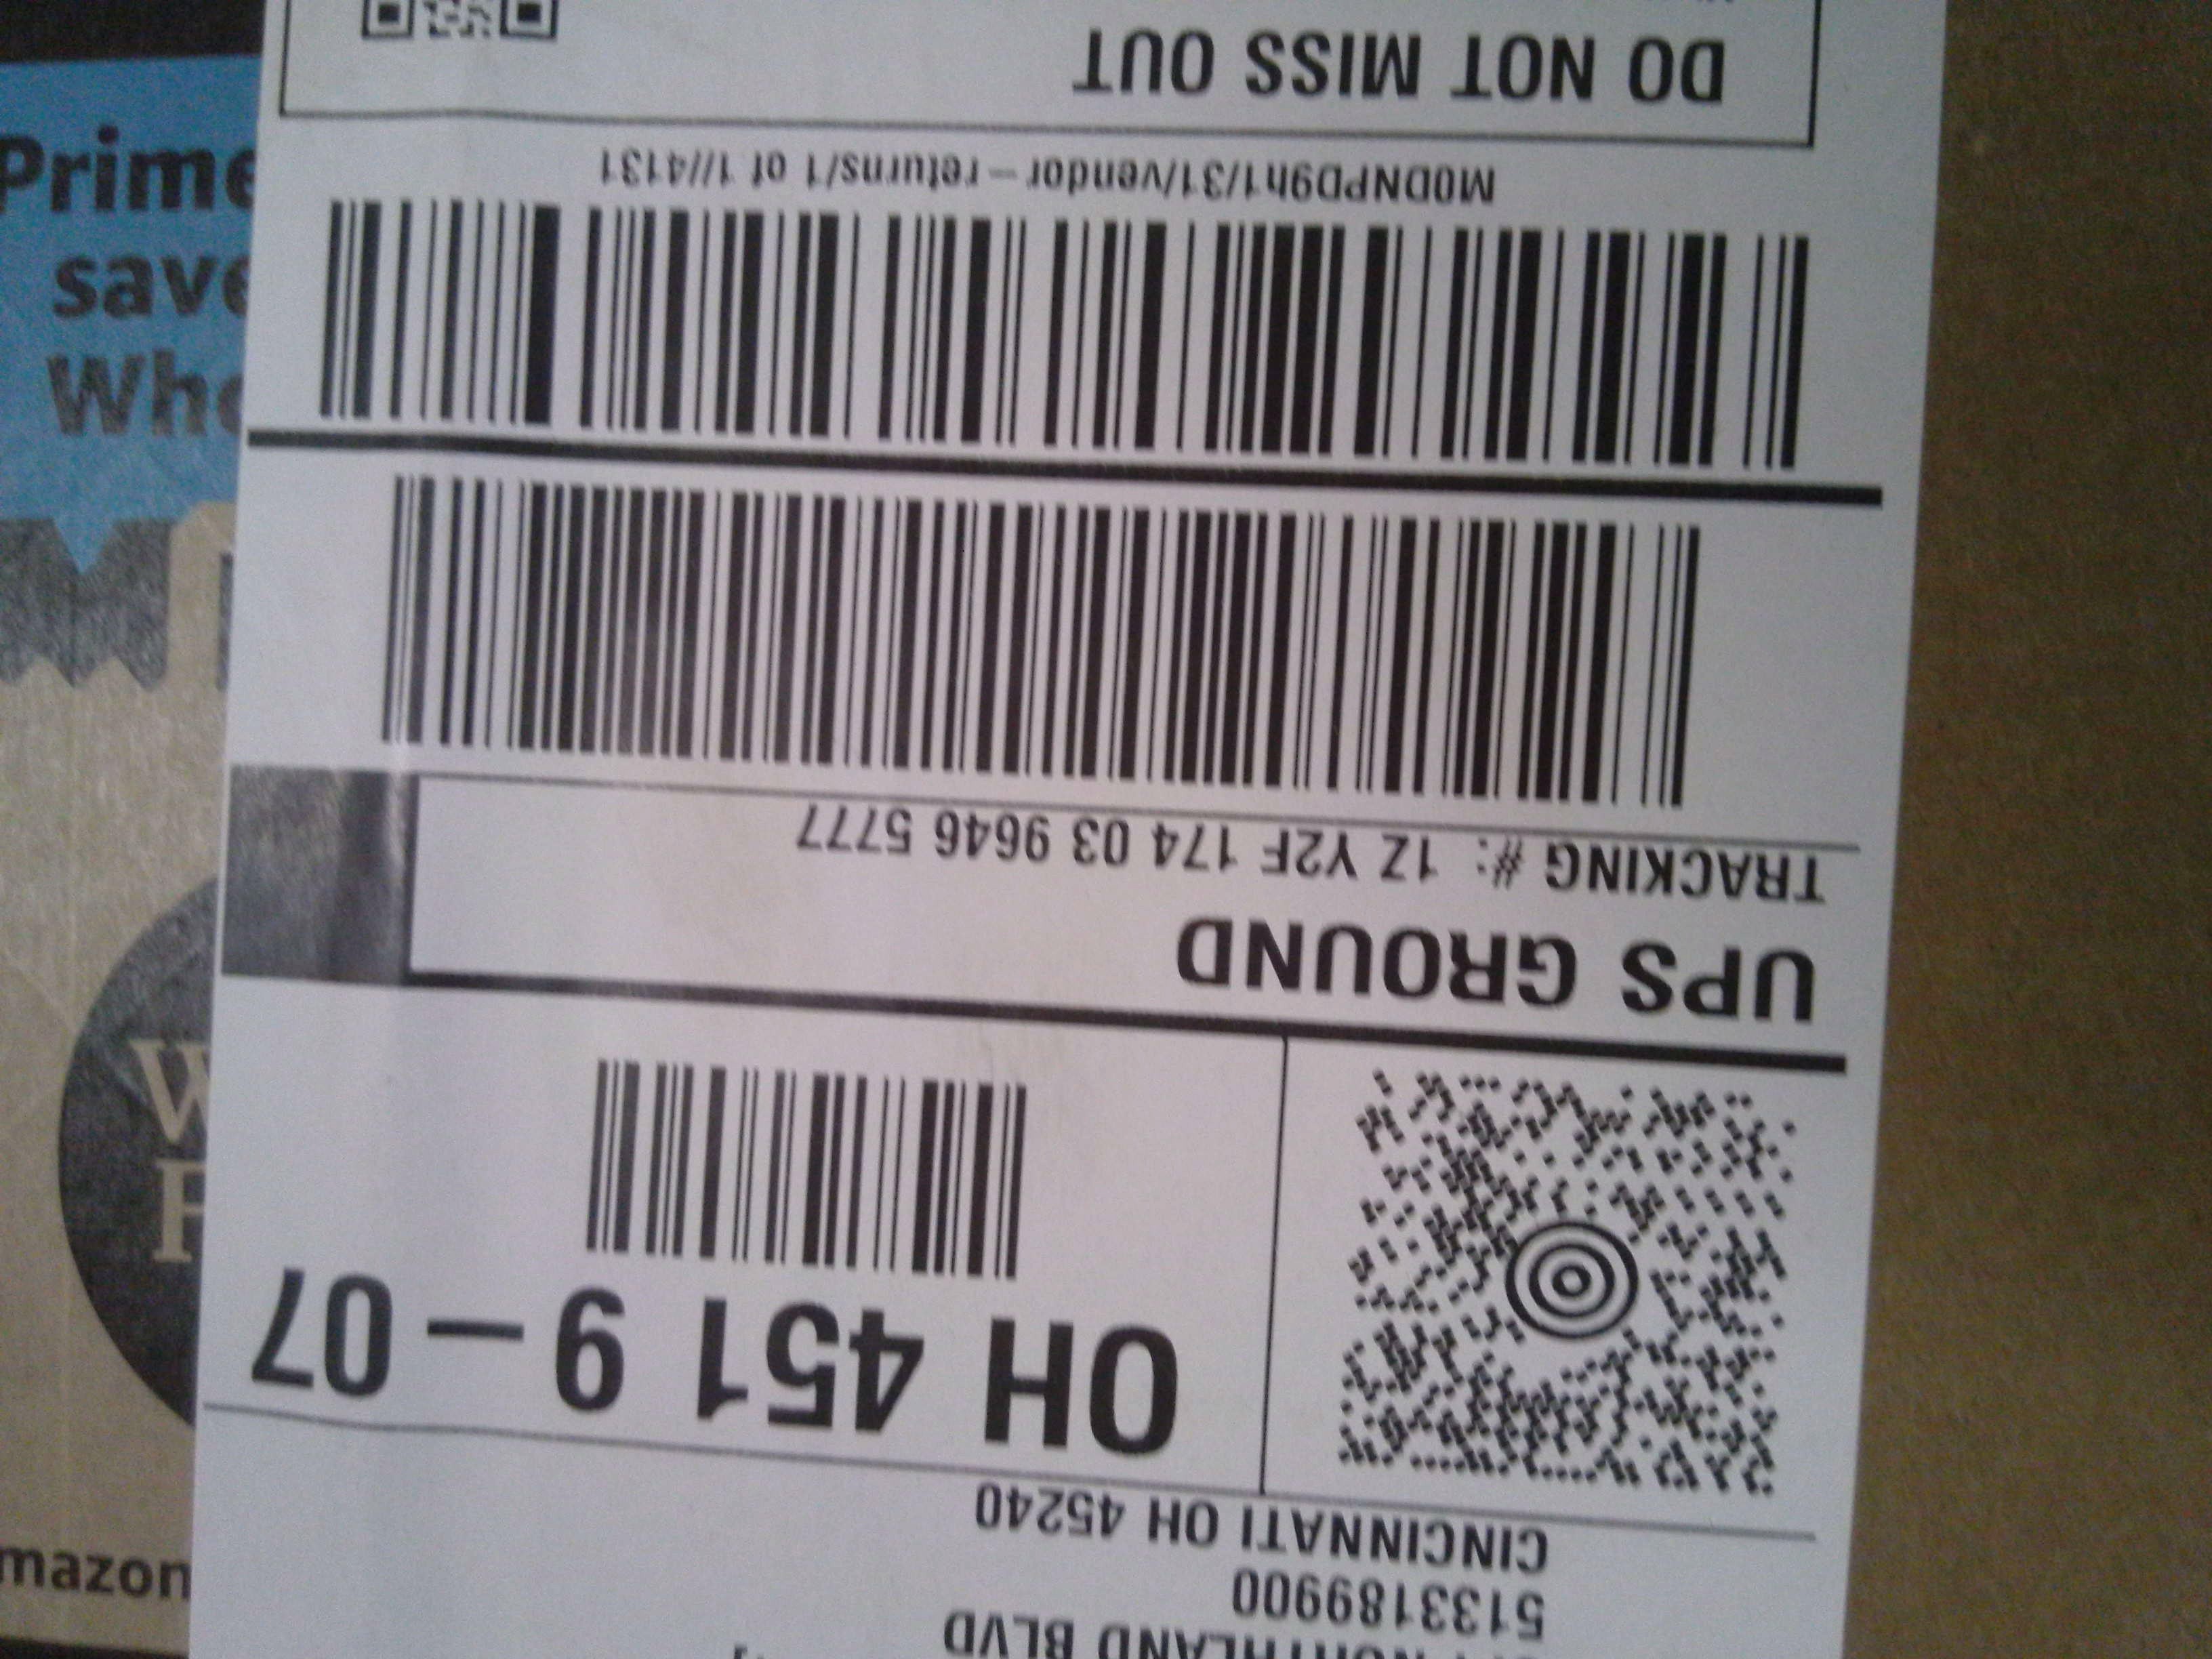 NORTHLAND BLVD
5133189900
CINCINNATI OH 45240
OH 451 9-07
UPS GROUND
TRACKING #: 1Z Y2F 174 03 9646 5777
M0DNPD9h1/31/vendor-returns/1 of 1//4131
DO NOT MISS OUT
Prime
save
amazon